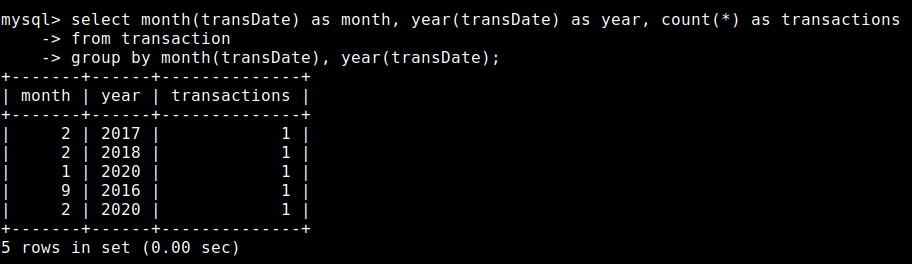 mysql> select month(transDate) as month, year(transDate) as year, count(*) as transactions
    -> from transaction
    -> group by month(transDate), year(transDate);
+-------+------+--------------+
| month | year | transactions |
+-------+------+--------------+
|     2 | 2017 |            1 |
|     2 | 2018 |            1 |
|     1 | 2020 |            1 |
|     9 | 2016 |            1 |
|     2 | 2020 |            1 |
+-------+------+--------------+
5 rows in set (0.00 sec)